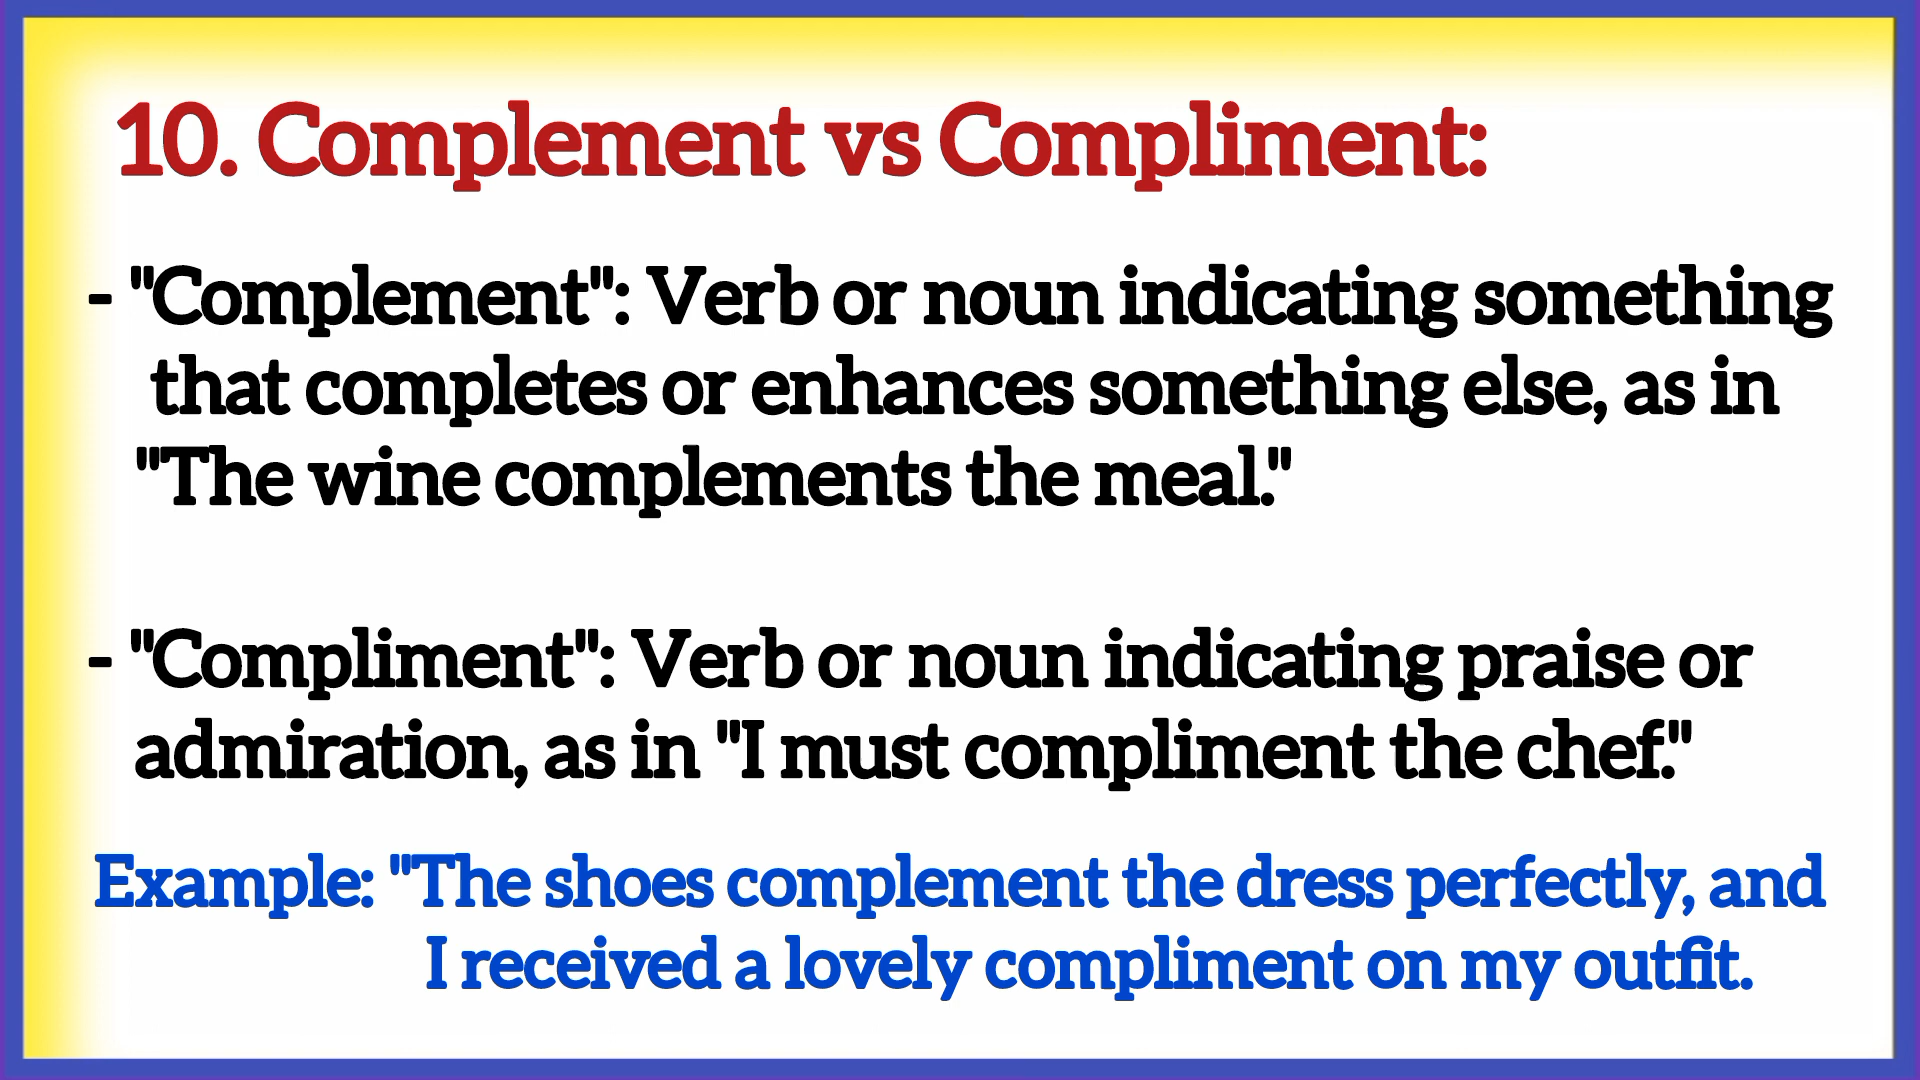 10. Complement vs Compliment:
- "Complement": Verb or noun indicating something
that completes or enhances something else, as in
"The wine complements the meal."
- "Compliment": Verb or noun indicating praise or
admiration, as in "I must compliment the chef."
Example: "The shoes complement the dress perfectly, and
I received a lovely compliment on my outfit.